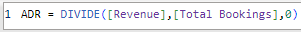 1 ADR = DIVIDE([Revenue],[Total Bookings],0)